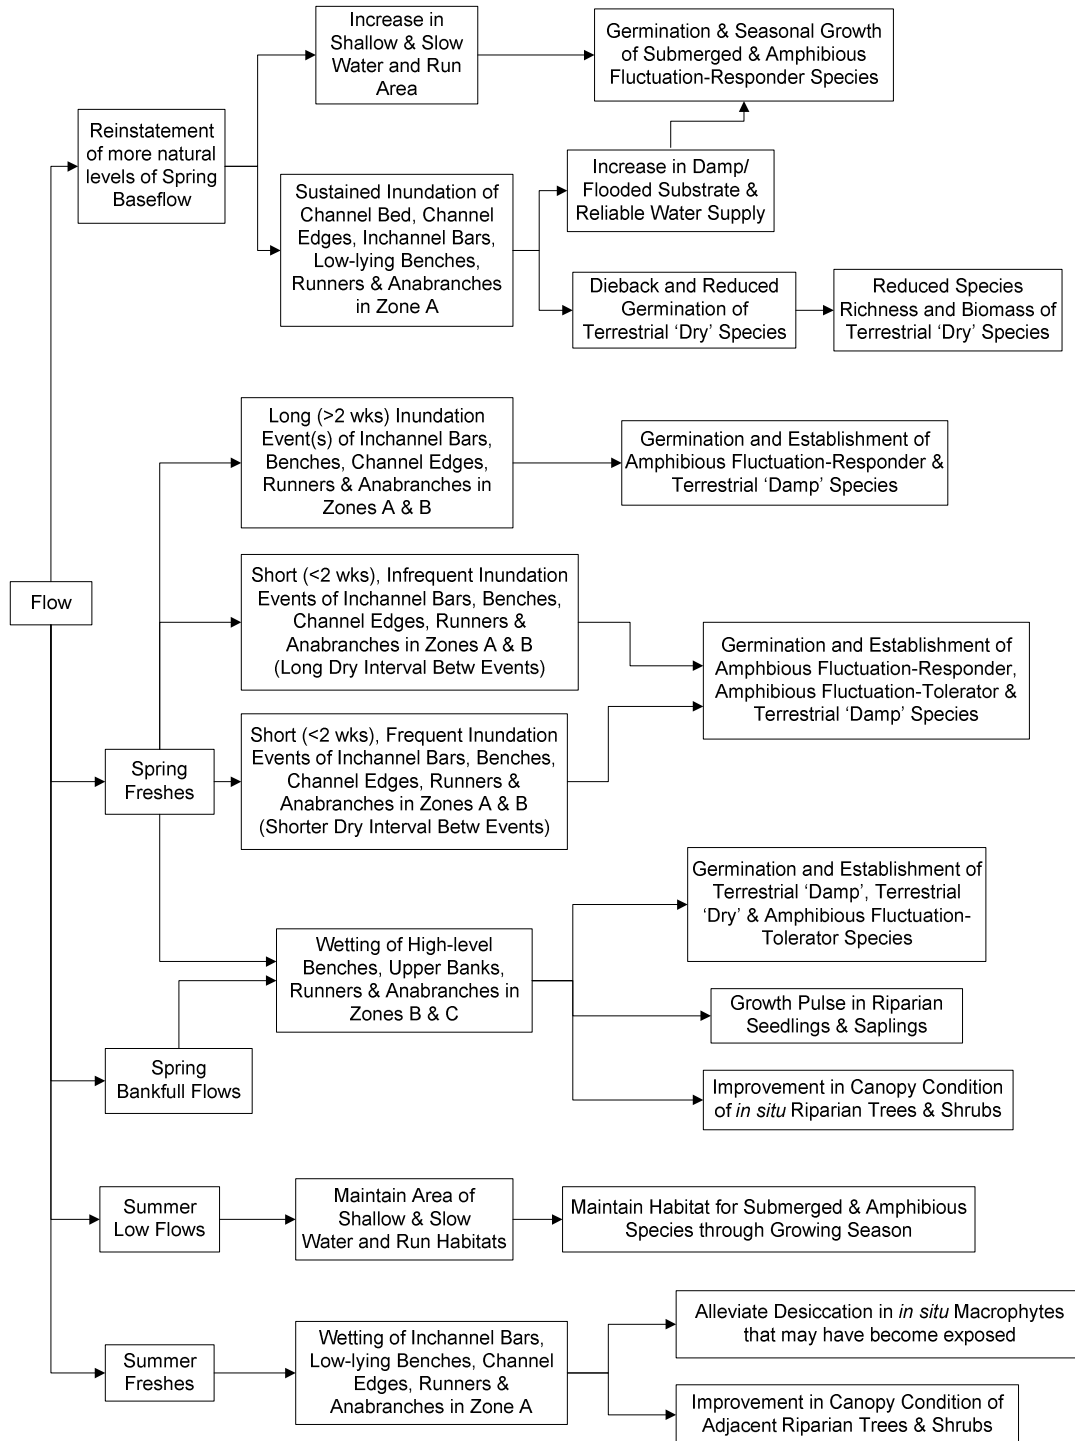 Increase in
Shallow & Slow
Water and Run
Area
Germination & Seasonal Growth
of Submerged & Amphibious
Fluctuation-Responder Species
Reinstatement
of more natural
levels of Spring
Baseflow
Increase in Damp/
Flooded Substrate &
Reliable Water Supply
Sustained Inundation of
Channel Bed, Channel
Edges, Inchannel Bars,
Low-lying Benches,
Runners & Anabranches
in Zone A
Dieback and Reduced
Germination of
Terrestrial ‘Dry’ Species
Reduced Species
Richness and Biomass of
Terrestrial ‘Dry’ Species
Long (>2 wks) Inundation
Event(s) of Inchannel Bars,
Benches, Channel Edges,
Runners & Anabranches in
Zones A & B
Germination and Establishment of
Amphibious Fluctuation-Responder &
Terrestrial ‘Damp’ Species
Flow
Short (<2 wks), Infrequent Inundation
Events of Inchannel Bars, Benches,
Channel Edges, Runners &
Anabranches in Zones A & B
(Long Dry Interval Betw Events)
Germination and Establishment of
Amphbious Fluctuation-Responder,
Amphibious Fluctuation-Tolerator &
Terrestrial ‘Damp’ Species
Spring
Freshes
Short (<2 wks), Frequent Inundation
Events of Inchannel Bars, Benches,
Channel Edges, Runners &
Anabranches in Zones A & B
(Shorter Dry Interval Betw Events)
Germination and Establishment of
Terrestrial ‘Damp’, Terrestrial
‘Dry’ & Amphibious Fluctuation-
Tolerator Species
Wetting of High-level
Benches, Upper Banks,
Runners & Anabranches in
Zones B & C
Growth Pulse in Riparian
Seedlings & Saplings
Spring
Bankfull Flows
Improvement in Canopy Condition
of in situ Riparian Trees & Shrubs
Summer
Low Flows
Maintain Area of
Shallow & Slow
Water and Run Habitats
Maintain Habitat for Submerged & Amphibious
Species through Growing Season
Summer
Freshes
Wetting of Inchannel Bars,
Low-lying Benches, Channel
Edges, Runners &
Anabranches in Zone A
Alleviate Desiccation in in situ Macrophytes
that may have become exposed
Improvement in Canopy Condition of
Adjacent Riparian Trees & Shrubs